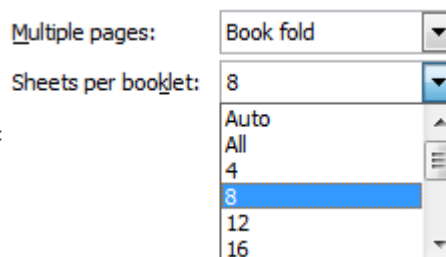 Multiple pages: Book fold
Sheets per booklet: 8
Auto
All
4
8
12
16